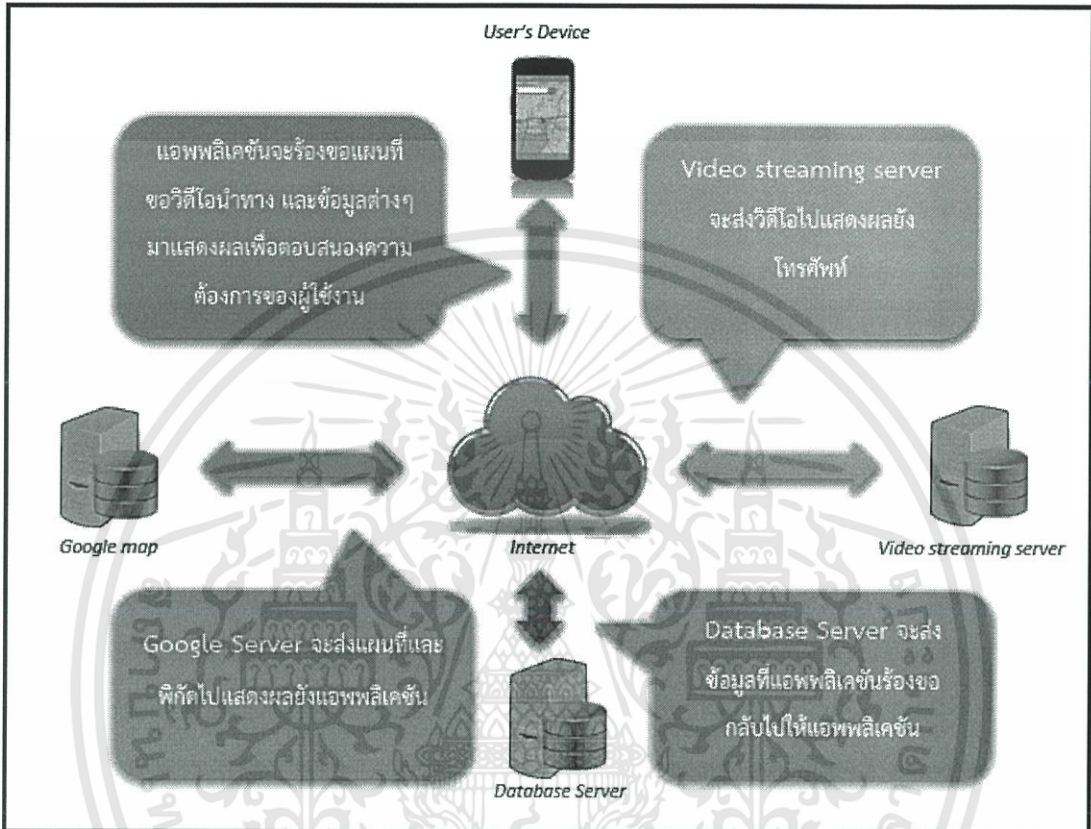 User's Device
แอพพลิเคชันจะร้องขอแผนที่
ขอวิดีโอนำทาง และข้อมูลต่างๆ
มาแสดงผลเพื่อตอบสนองความ
ต้องการของผู้ใช้งาน
Video streaming server
จะส่งวิดีโอไปแสดงผลยัง
โทรศัพท์
Google map
Internet
Video streaming server
Google Server จะส่งแผนที่และ
พิกัดไปแสดงผลยังแอพพลิเคชัน
Database Server จะส่ง
ข้อมูลที่แอพพลิเคชันร้องขอ
กลับไปให้แอพพลิเคชัน
Database Server